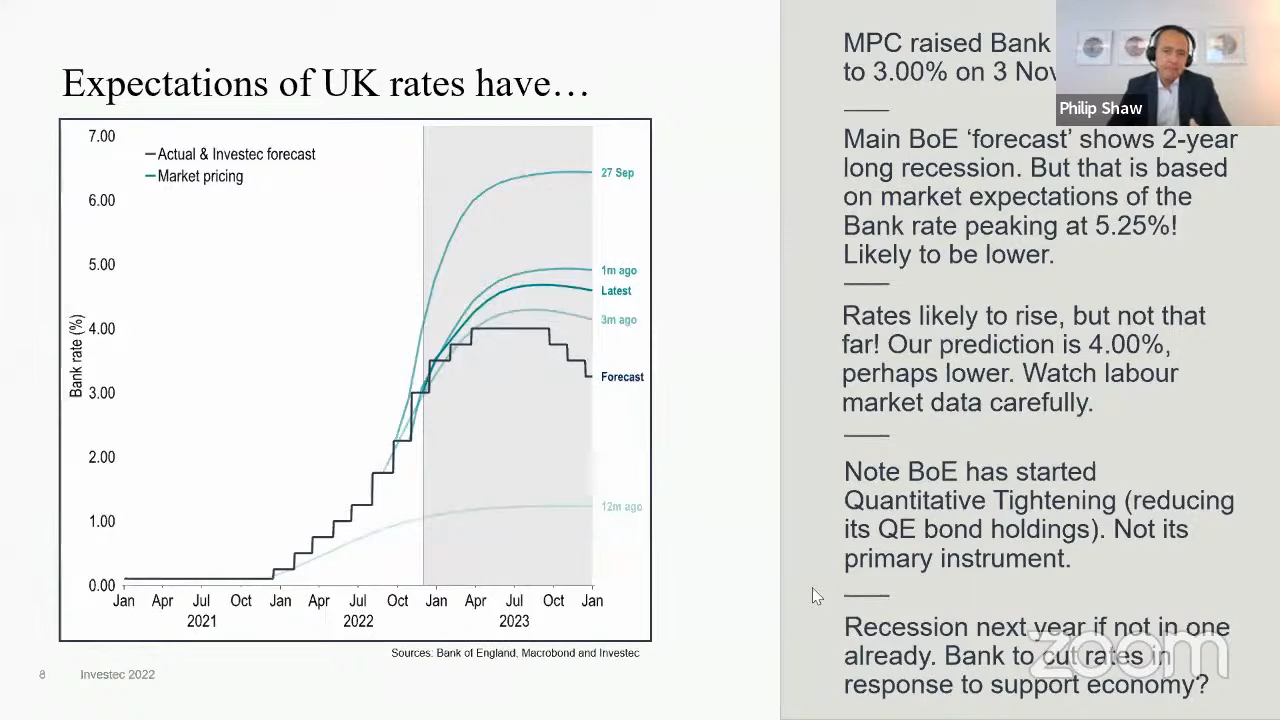 Expectations of UK rates have…
7.00
6.00
5.00
4.00
3.00
2.00
1.00
0.00
Bank rate (%)
Actual & Investec forecast
Market pricing
27 Sep
1m ago
Latest
3m ago
Forecast
12m ago
Jan Apr Jul Oct Jan Apr Jul Oct Jan Apr Jul Oct Jan
2021 2022 2023
Sources: Bank of England, Macrobond and Investec
8 Investec 2022
MPC raised Bank
to 3.00% on 3 Nov
Philip Shaw
Main BoE ‘forecast’ shows 2-year
long recession. But that is based
on market expectations of the
Bank rate peaking at 5.25%!
Likely to be lower.
Rates likely to rise, but not that
far! Our prediction is 4.00%,
perhaps lower. Watch labour
market data carefully.
Note BoE has started
Quantitative Tightening (reducing
its QE bond holdings). Not its
primary instrument.
Recession next year if not in one
already. Bank to cut rates in
response to support economy?
zoom